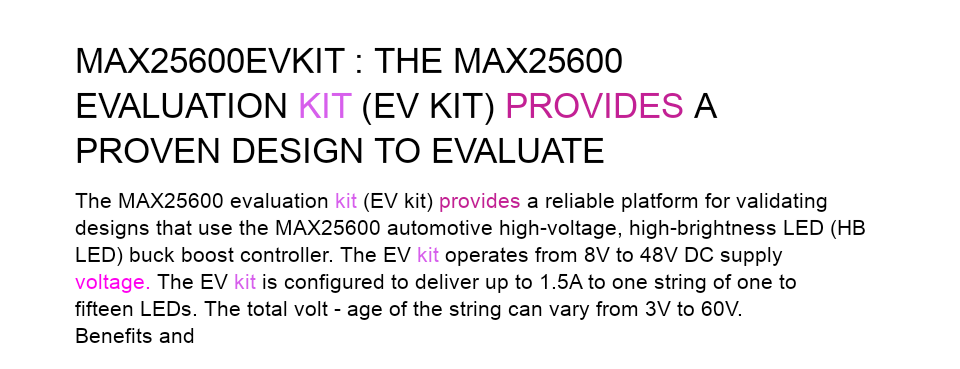 MAX25600EVKIT : THE MAX25600
EVALUATION KIT (EV KIT) PROVIDES A
PROVEN DESIGN TO EVALUATE
The MAX25600 evaluation kit (EV kit) provides a reliable platform for validating
designs that use the MAX25600 automotive high-voltage, high-brightness LED (HB
LED) buck boost controller. The EV kit operates from 8V to 48V DC supply
voltage. The EV kit is configured to deliver up to 1.5A to one string of one to
fifteen LEDs. The total volt - age of the string can vary from 3V to 60V.
Benefits and